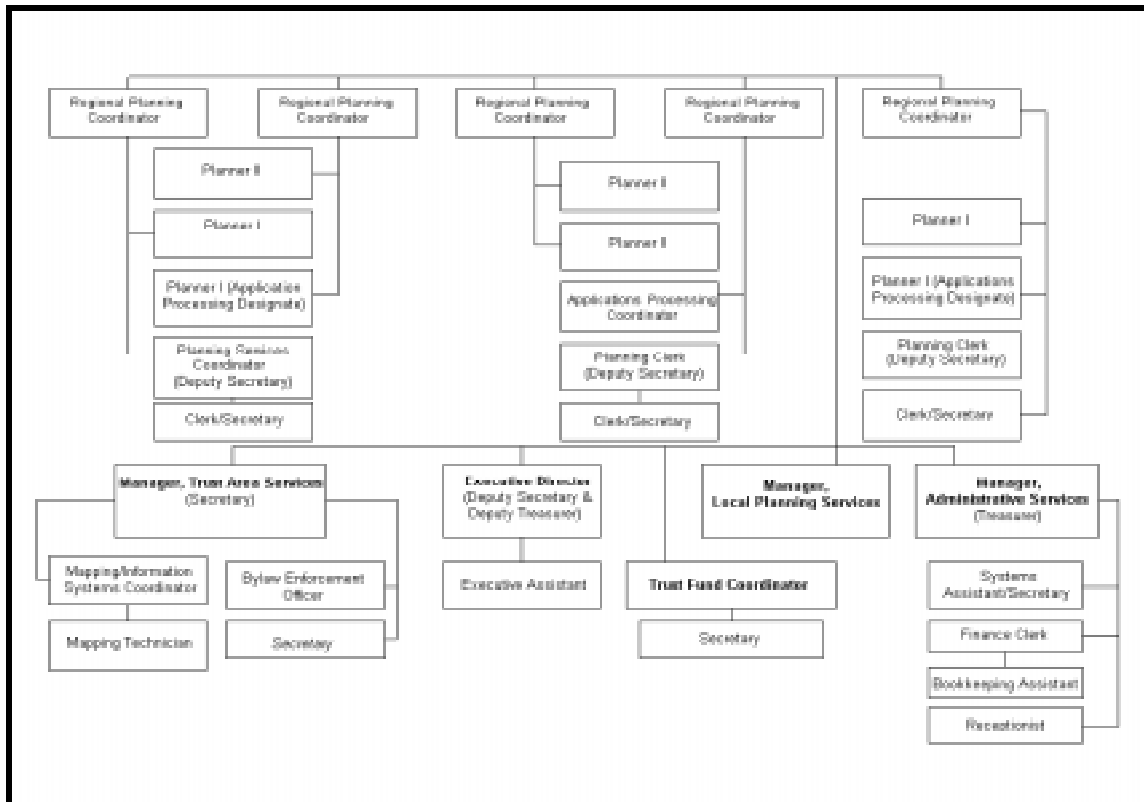 Regional Planning
Coordinator
Regional Planning
Coordinator
Regional Planning
Coordinator
Regional Planning
Coordinator
Regional Planning
Coordinator
Planner II
Planner I
Planner I (Application
Processing Designate)
Planning Services
Coordinator
(Deputy Secretary)
Clerk/Secretary
Planner II
Planner II
Applications Processing
Coordinator
Planning Clerk
(Deputy Secretary)
Clerk/Secretary
Planner I
Planner I (Applications
Processing Designate)
Planning Clerk
(Deputy Secretary)
Clerk/Secretary
Manager, Trust Area Services
(Secretary)
Executive Director
(Deputy Secretary &
Deputy Treasurer)
Manager,
Local Planning Services
Manager,
Administrative Services
(Treasurer)
Mapping/Information
Systems Coordinator
Mapping Technician
Bylaw Enforcement
Officer
Secretary
Executive Assistant
Trust Fund Coordinator
Secretary
Systems
Assistant/Secretary
Finance Clerk
Bookkeeping Assistant
Receptionist